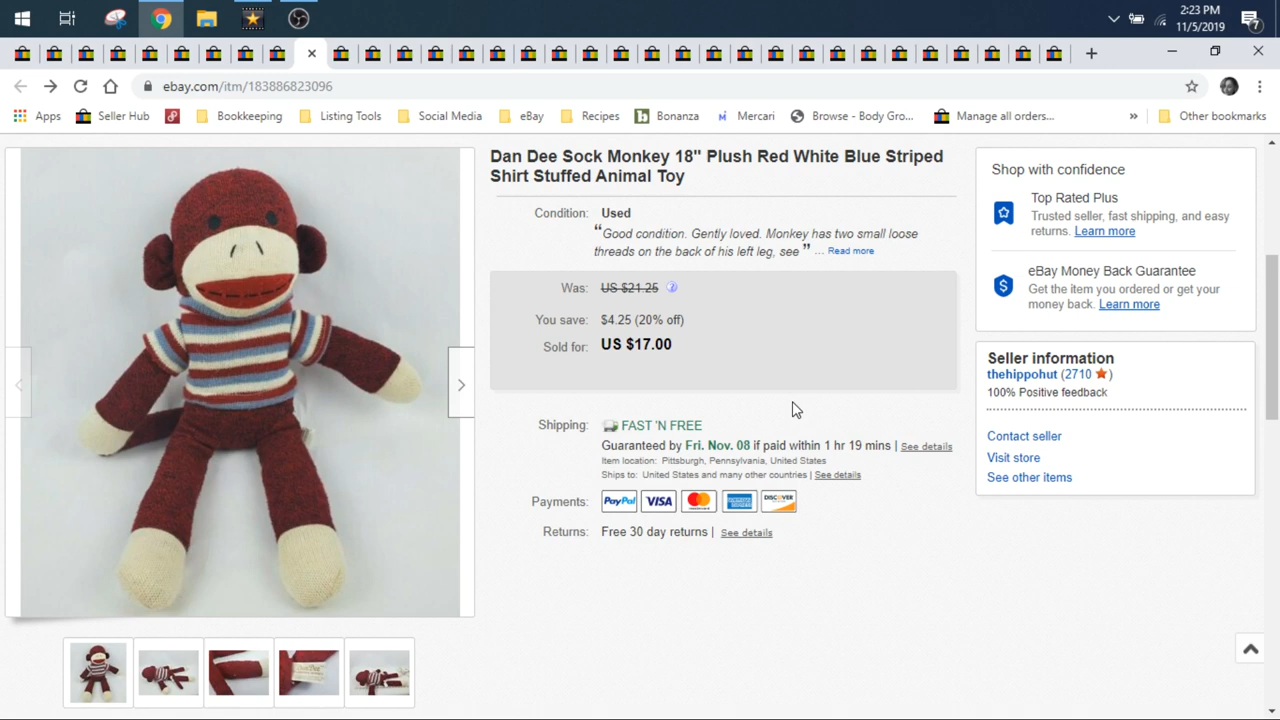 2:23 PM
11/5/2019
7
ebay.com/itm/183886823096
Apps
Seller Hub
Bookkeeping
Listing Tools
Social Media
eBay
Recipes
b
Bonanza
Mercari
Browse - Body Gro...
Manage all orders...
»
Other bookmarks
Dan Dee Sock Monkey 18" Plush Red White Blue Striped
Shirt Stuffed Animal Toy
Condition: Used
“Good condition. Gently loved. Monkey has two small loose
threads on the back of his left leg, see ” ... Read more
Was: US $21.25 ?
You save: $4.25 (20% off)
Sold for: US $17.00
Shipping: FAST 'N FREE
Guaranteed by Fri. Nov. 08 if paid within 1 hr 19 mins | See details
Item location: Pittsburgh, Pennsylvania, United States
Ships to: United States and many other countries | See details
Payments: PayPal VISA MasterCard AMERICAN EXPRESS DISCOVER
Returns: Free 30 day returns | See details
Shop with confidence
Top Rated Plus
Trusted seller, fast shipping, and easy
returns. Learn more
eBay Money Back Guarantee
$
Get the item you ordered or get your
money back. Learn more
Seller information
thehippohut (2710 ★)
100% Positive feedback
Contact seller
Visit store
See other items